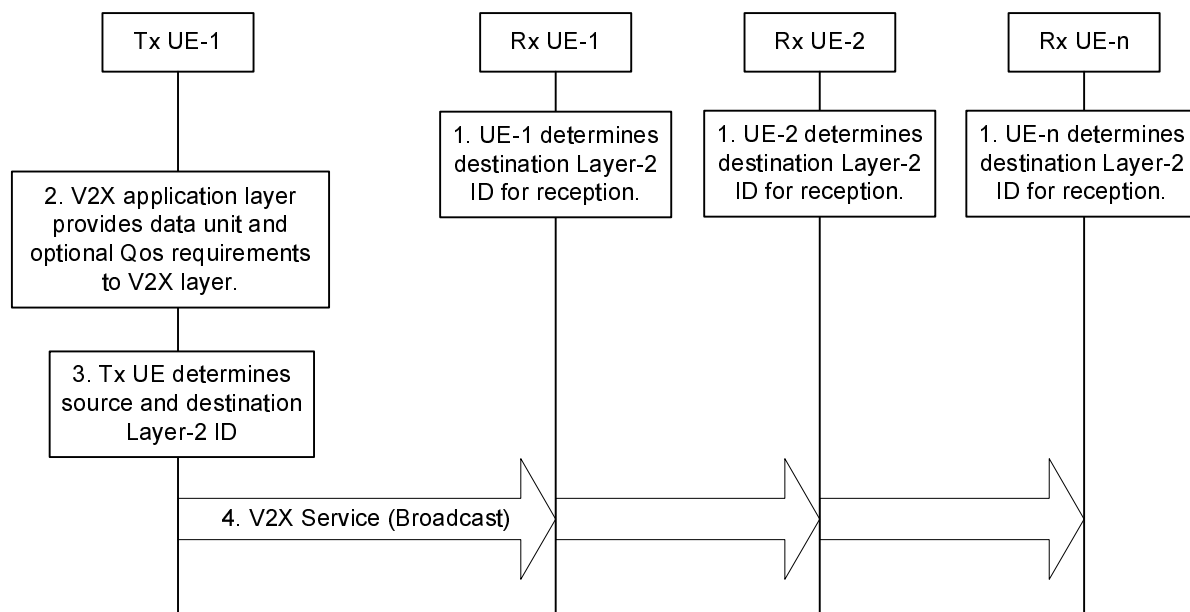 Tx UE-1
Rx UE-1
Rx UE-2
Rx UE-n
1. UE-1 determines
destination Layer-2
ID for reception.
1. UE-2 determines
destination Layer-2
ID for reception.
1. UE-n determines
destination Layer-2
ID for reception.
2. V2X application layer
provides data unit and
optional Qos requirements
to V2X layer.
3. Tx UE determines
source and destination
Layer-2 ID
4. V2X Service (Broadcast)